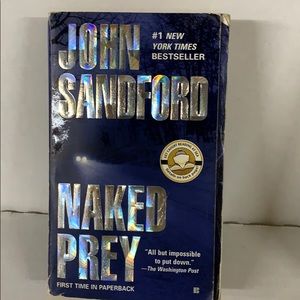 JOHN
SANDFORD
#1 NEW
YORK TIMES
BESTSELLER
NAKED
PREY
"All but impossible
to put down."
—The Washington Post
FIRST TIME IN PAPERBACK
B